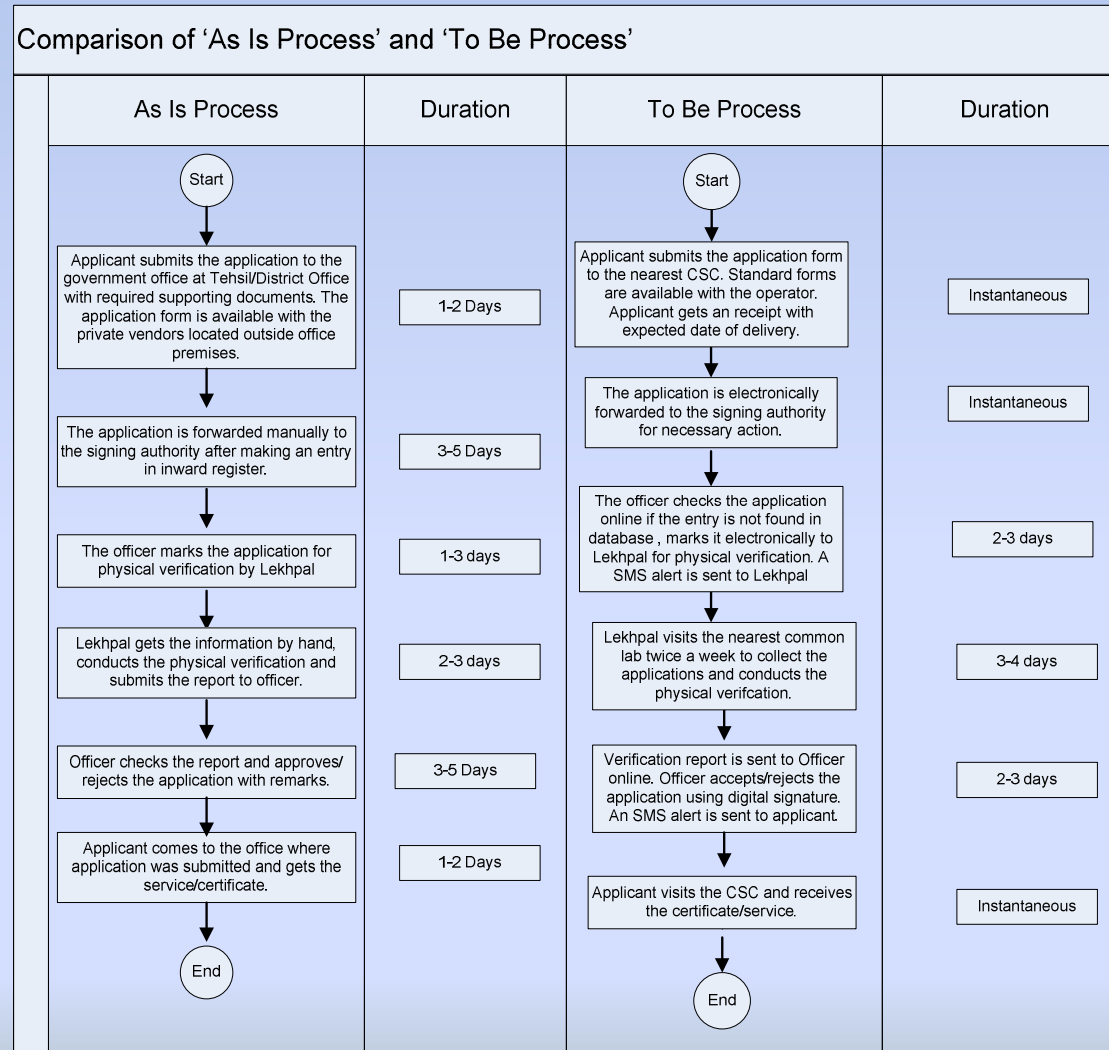 Comparison of ‘As Is Process’ and ‘To Be Process’
As Is Process
Duration
To Be Process
Duration
Start
Applicant submits the application to the
government office at Tehsil/District Office
with required supporting documents. The
application form is available with the
private vendors located outside office
premises.
1-2 Days
The application is forwarded manually to
the signing authority after making an entry
in inward register.
3-5 Days
The officer marks the application for
physical verification by Lekhpal
1-3 days
Lekhpal gets the information by hand,
conducts the physical verification and
submits the report to officer.
2-3 days
Officer checks the report and approves/
rejects the application with remarks.
3-5 Days
Applicant comes to the office where
application was submitted and gets the
service/certificate.
1-2 Days
End
Start
Applicant submits the application form
to the nearest CSC. Standard forms
are available with the operator.
Applicant gets an receipt with
expected date of delivery.
Instantaneous
The application is electronically
forwarded to the signing authority
for necessary action.
Instantaneous
The officer checks the application
online if the entry is not found in
database , marks it electronically to
Lekhpal for physical verification. A
SMS alert is sent to Lekhpal
2-3 days
Lekhpal visits the nearest common
lab twice a week to collect the
applications and conducts the
physical verifcation.
3-4 days
Verification report is sent to Officer
online. Officer accepts/rejects the
application using digital signature.
An SMS alert is sent to applicant.
2-3 days
Applicant visits the CSC and receives
the certificate/service.
Instantaneous
End